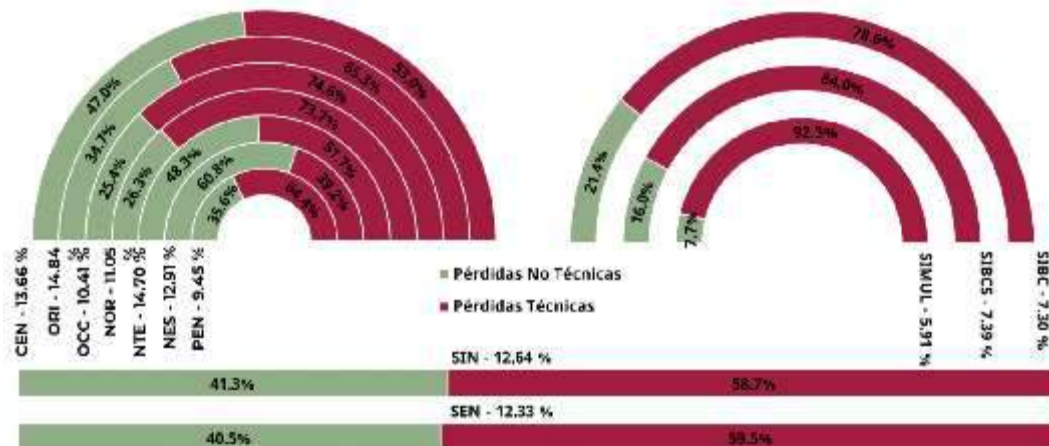 47.0%
53.0%
34.7%
65.3%
25.4%
74.6%
26.3%
73.7%
48.3%
51.7%
60.8%
39.2%
35.6%
64.4%
CEN - 13.66 %
ORI - 14.84 %
OCC - 10.41 %
NOR - 11.05 %
NTE - 14.70 %
NES - 12.91 %
PEN - 9.45 %
21.4%
78.6%
16.0%
84.0%
7.7%
92.3%
SIMUL - 5.91 %
SIBCS - 7.39 %
SIBC - 7.30 %
Pérdidas No Técnicas
Pérdidas Técnicas
SIN - 12.64 %
41.3%
58.7%
SEN - 12.33 %
40.5%
59.5%